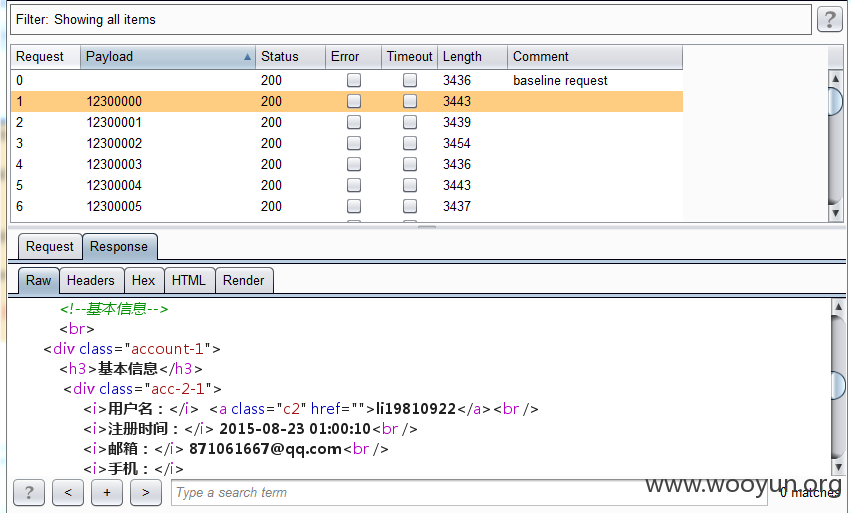 Filter: Showing all items
?
Request Payload Status Error Timeout Length Comment
0 200 3436 baseline request
1 12300000 200 3443
2 12300001 200 3439
3 12300002 200 3454
4 12300003 200 3436
5 12300004 200 3443
6 12300005 200 3437
Request Response
Raw Headers Hex HTML Render
<!--基本信息-->
<br>
<div class="account-1">
<h3>基本信息</h3>
<div class="acc-2-1">
<i>用户名：</i> <a class="c2" href="">li19810922</a><br />
<i>注册时间：</i> 2015-08-23 01:00:10<br />
<i>邮箱：</i> 871061667@qq.com<br />
<i>手机：</i>
? < + > Type a search term 0 matches
www.wooyun.org